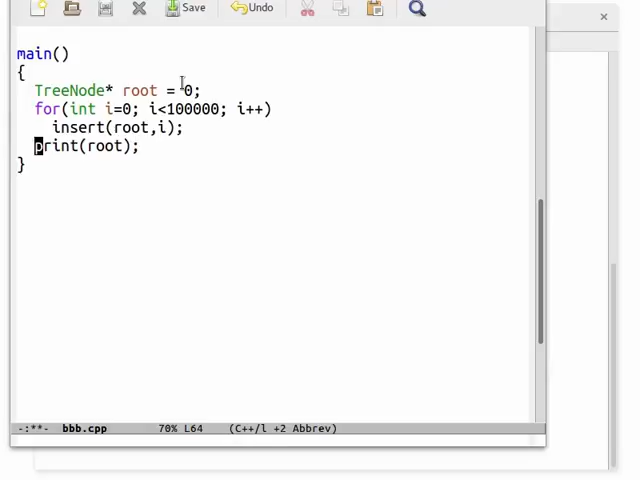 Save Undo
main()
{
TreeNode* root = 0;
for(int i=0; i<100000; i++)
insert(root,i);
print(root);
}
-:**- bbb.cpp 70% L64 (C++/l +2 Abbrev)